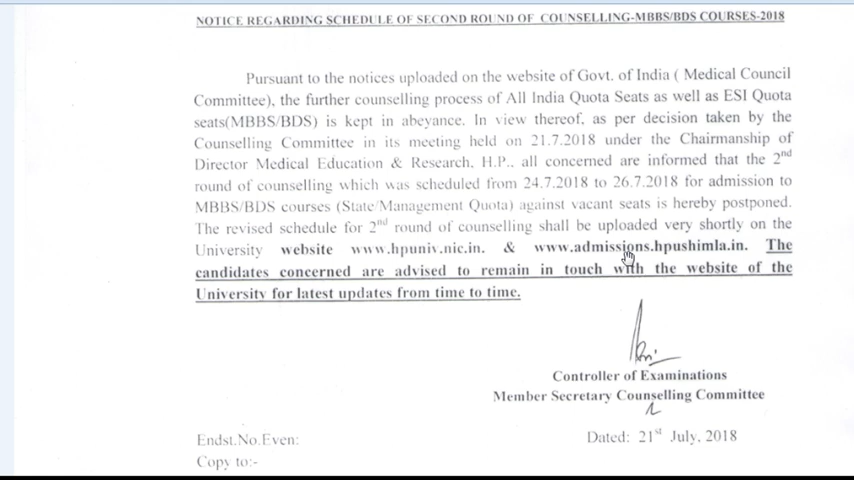 NOTICE REGARDING SCHEDULE OF SECOND ROUND OF COUNSELLING-MBBS/BDS COURSES-2018
Pursuant to the notices uploaded on the website of Govt. of India ( Medical Council
Committee), the further counselling process of All India Quota Seats as well as ESI Quota
seats(MBBS/BDS) is kept in abeyance. In view thereof, as per decision taken by the
Counselling Committee in its meeting held on 21.7.2018 under the Chairmanship of
Director Medical Education & Research, H.P., all concerned are informed that the 2nd
round of counselling which was scheduled from 24.7.2018 to 26.7.2018 for admission to
MBBS/BDS courses (State/Management Quota) against vacant seats is hereby postponed.
The revised schedule for 2nd round of counselling shall be uploaded very shortly on the
University website www.hpuniv.nic.in. & www.admissions.hpushimla.in. The
candidates concerned are advised to remain in touch with the website of the
University for latest updates from time to time.
Controller of Examinations
Member Secretary Counselling Committee
Endst.No.Even: Dated: 21st July, 2018
Copy to:-